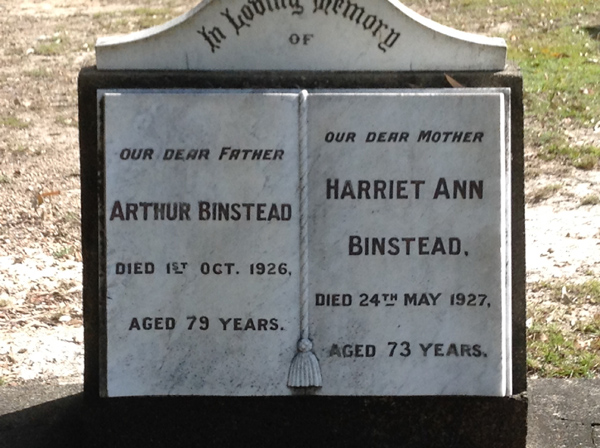 In Loving Memory
OF
OUR DEAR FATHER
ARTHUR BINSTEAD
DIED 1ST OCT. 1926,
AGED 79 YEARS.
OUR DEAR MOTHER
HARRIET ANN
BINSTEAD,
DIED 24TH MAY 1927,
AGED 73 YEARS.